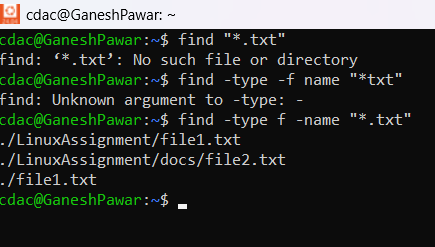 cdac@GaneshPawar: ~
cdac@GaneshPawar:~$ find "*.txt"
find: ‘*.txt’: No such file or directory
cdac@GaneshPawar:~$ find -type -f name "*txt"
find: Unknown argument to -type: -
cdac@GaneshPawar:~$ find -type f -name "*.txt"
./LinuxAssignment/file1.txt
./LinuxAssignment/docs/file2.txt
./file1.txt
cdac@GaneshPawar:~$